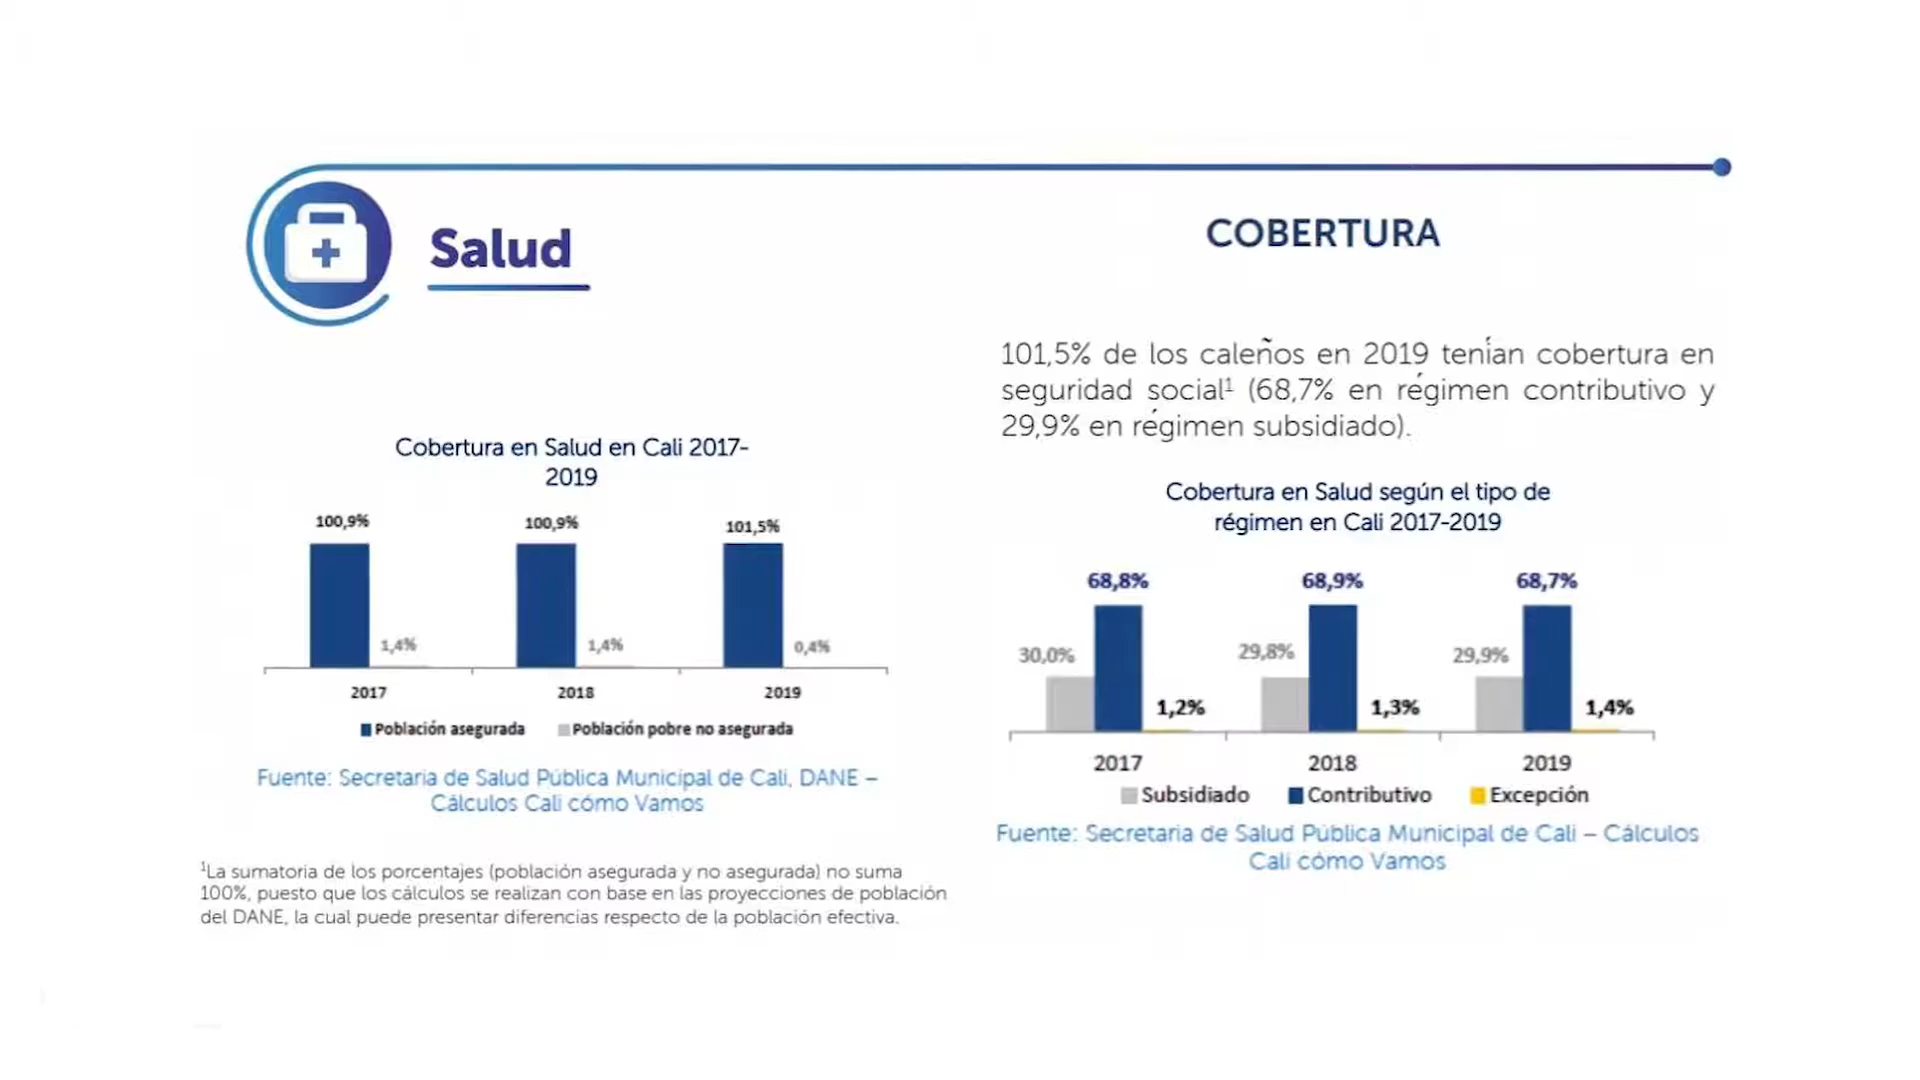 Salud
COBERTURA
101,5% de los caleños en 2019 tenían cobertura en
seguridad social¹ (68,7% en régimen contributivo y
29,9% en régimen subsidiado).
Cobertura en Salud en Cali 2017-
2019
100,9%
100,9%
101,5%
1,4%
1,4%
0,4%
2017
2018
2019
Población asegurada
Población pobre no asegurada
Fuente: Secretaria de Salud Pública Municipal de Cali, DANE –
Cálculos Cali cómo Vamos
¹La sumatoria de los porcentajes (población asegurada y no asegurada) no suma
100%, puesto que los cálculos se realizan con base en las proyecciones de población
del DANE, la cual puede presentar diferencias respecto de la población efectiva.
Cobertura en Salud según el tipo de
régimen en Cali 2017-2019
68,8%
68,9%
68,7%
30,0%
29,8%
29,9%
1,2%
1,3%
1,4%
2017
2018
2019
Subsidiado
Contributivo
Excepción
Fuente: Secretaria de Salud Pública Municipal de Cali – Cálculos
Cali cómo Vamos